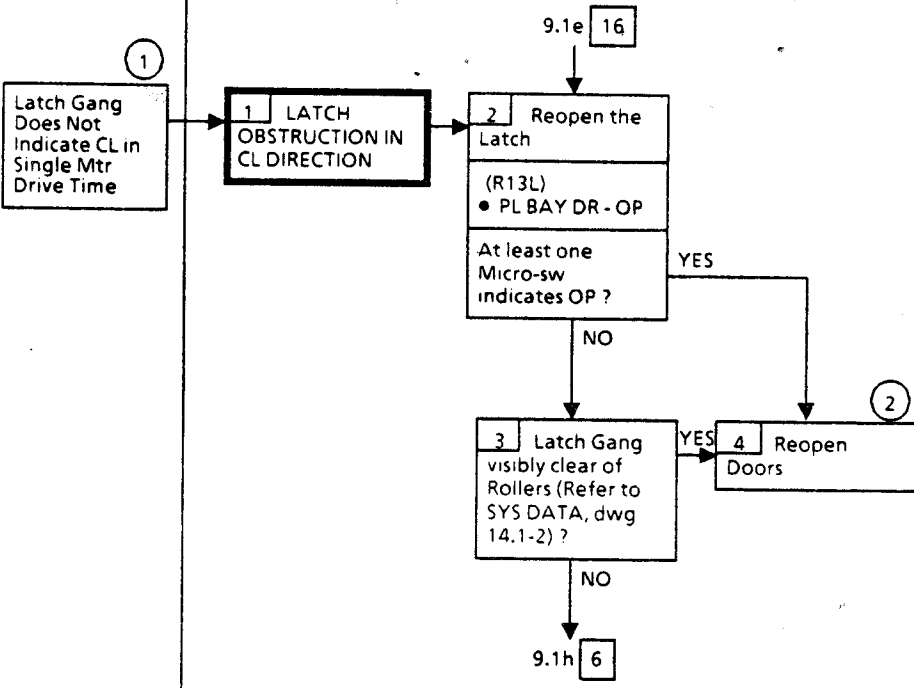 9.1e 16
1
Latch Gang
Does Not
Indicate CL in
Single Mtr
Drive Time
1 LATCH
OBSTRUCTION IN
CL DIRECTION
2 Reopen the
Latch
(R13L)
• PL BAY DR - OP
At least one
Micro-sw
indicates OP ?
YES
NO
2
3 Latch Gang
visibly clear of
Rollers (Refer to
SYS DATA, dwg
14.1-2) ?
YES
4 Reopen
Doors
NO
9.1h 6